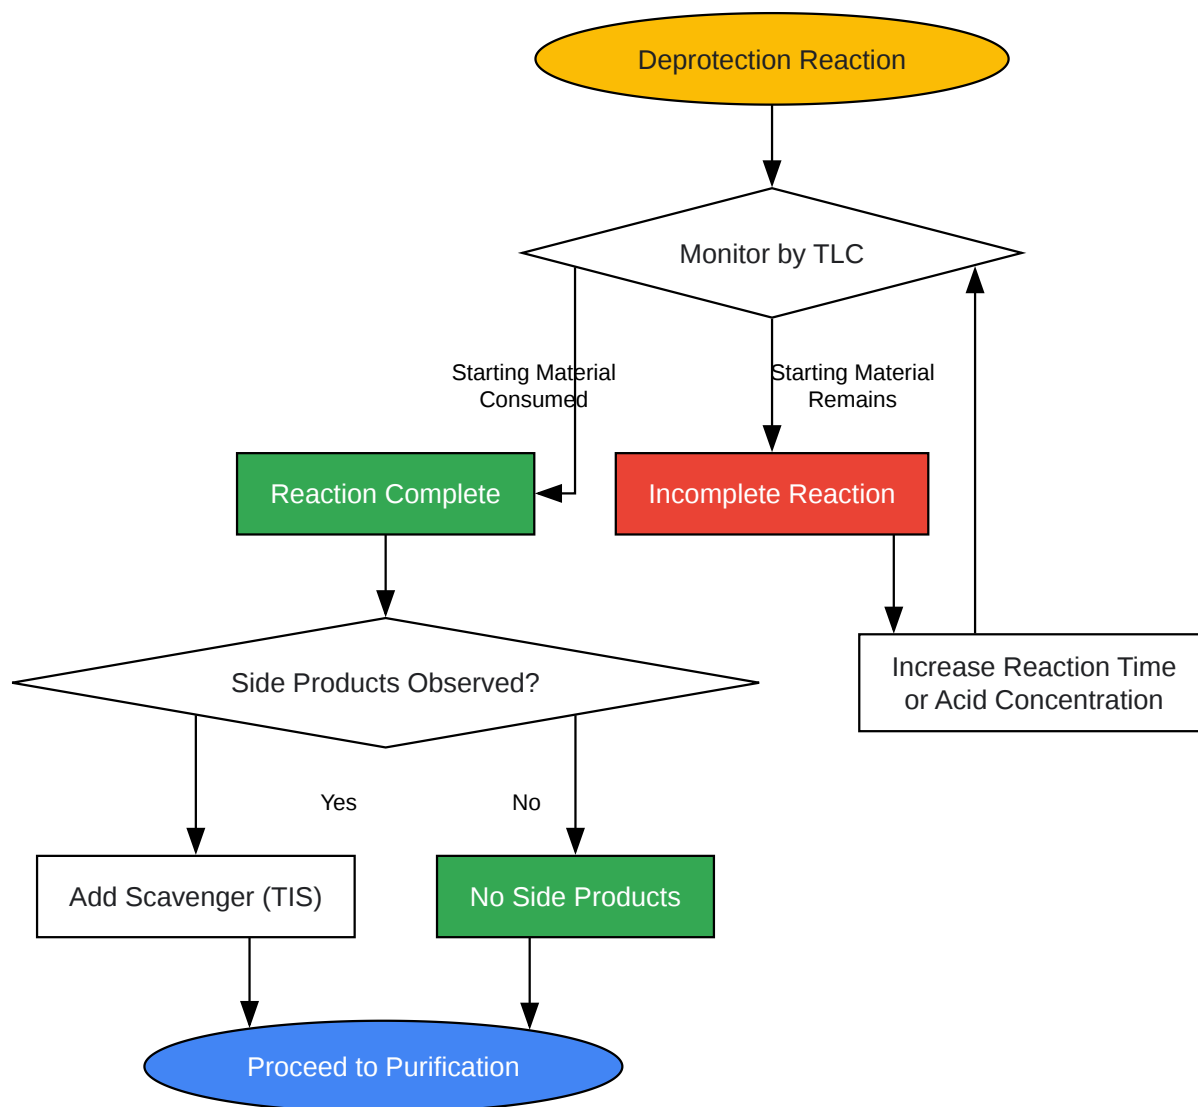 Deprotection Reaction
Monitor by TLC
Starting Material
Consumed
Starting Material
Remains
Reaction Complete
Incomplete Reaction
Increase Reaction Time
or Acid Concentration
Side Products Observed?
Yes
No
Add Scavenger (TIS)
No Side Products
Proceed to Purification